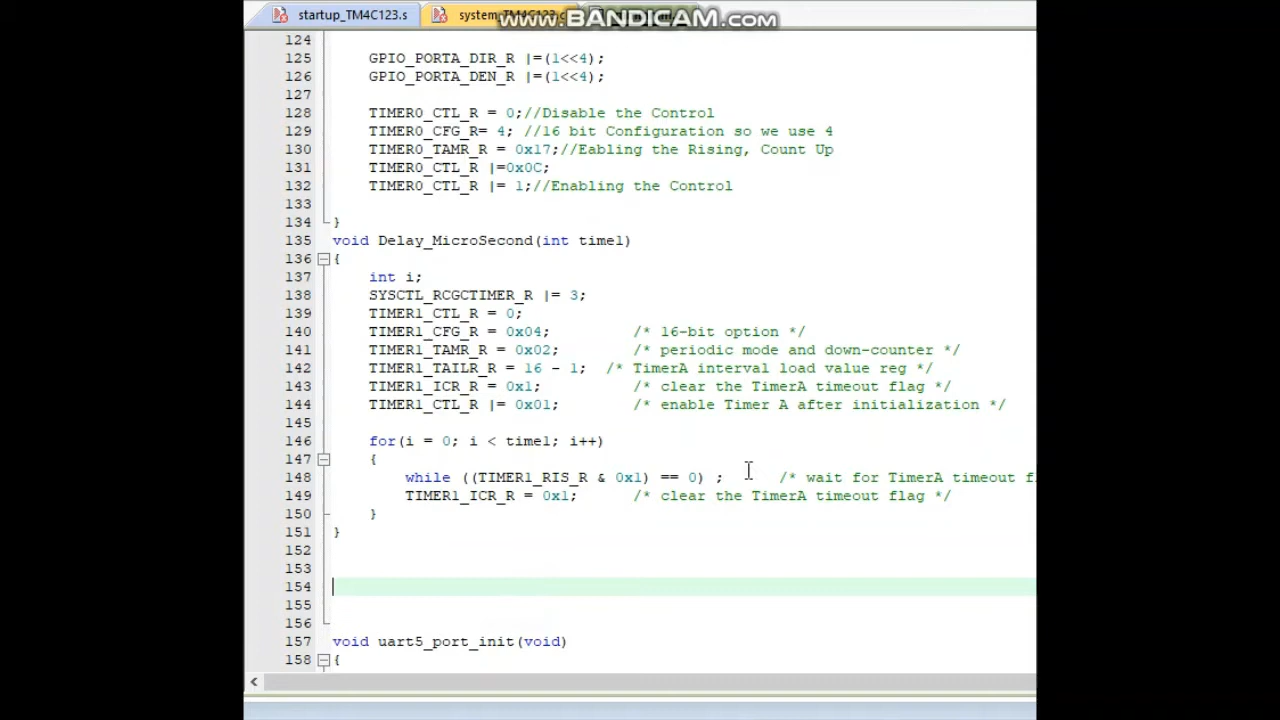 startup_TM4C123.s
system_TM4C123.c
www.BANDICAM.com
124
125 GPIO_PORTA_DIR_R |=(1<<4);
126 GPIO_PORTA_DEN_R |=(1<<4);
127
128 TIMER0_CTL_R = 0;//Disable the Control
129 TIMER0_CFG_R= 4; //16 bit Configuration so we use 4
130 TIMER0_TAMR_R = 0x17;//Eabling the Rising, Count Up
131 TIMER0_CTL_R |=0x0C;
132 TIMER0_CTL_R |= 1;//Enabling the Control
133
134 }
135 void Delay_MicroSecond(int time1)
136 {
137 int i;
138 SYSCTL_RCGCTIMER_R |= 3;
139 TIMER1_CTL_R = 0;
140 TIMER1_CFG_R = 0x04; /* 16-bit option */
141 TIMER1_TAMR_R = 0x02; /* periodic mode and down-counter */
142 TIMER1_TAILR_R = 16 - 1; /* TimerA interval load value reg */
143 TIMER1_ICR_R = 0x1; /* clear the TimerA timeout flag */
144 TIMER1_CTL_R |= 0x01; /* enable Timer A after initialization */
145
146 for(i = 0; i < time1; i++)
147 {
148 while ((TIMER1_RIS_R & 0x1) == 0) ; /* wait for TimerA timeout f
149 TIMER1_ICR_R = 0x1; /* clear the TimerA timeout flag */
150 }
151 }
152
153
154
155
156
157 void uart5_port_init(void)
158 {